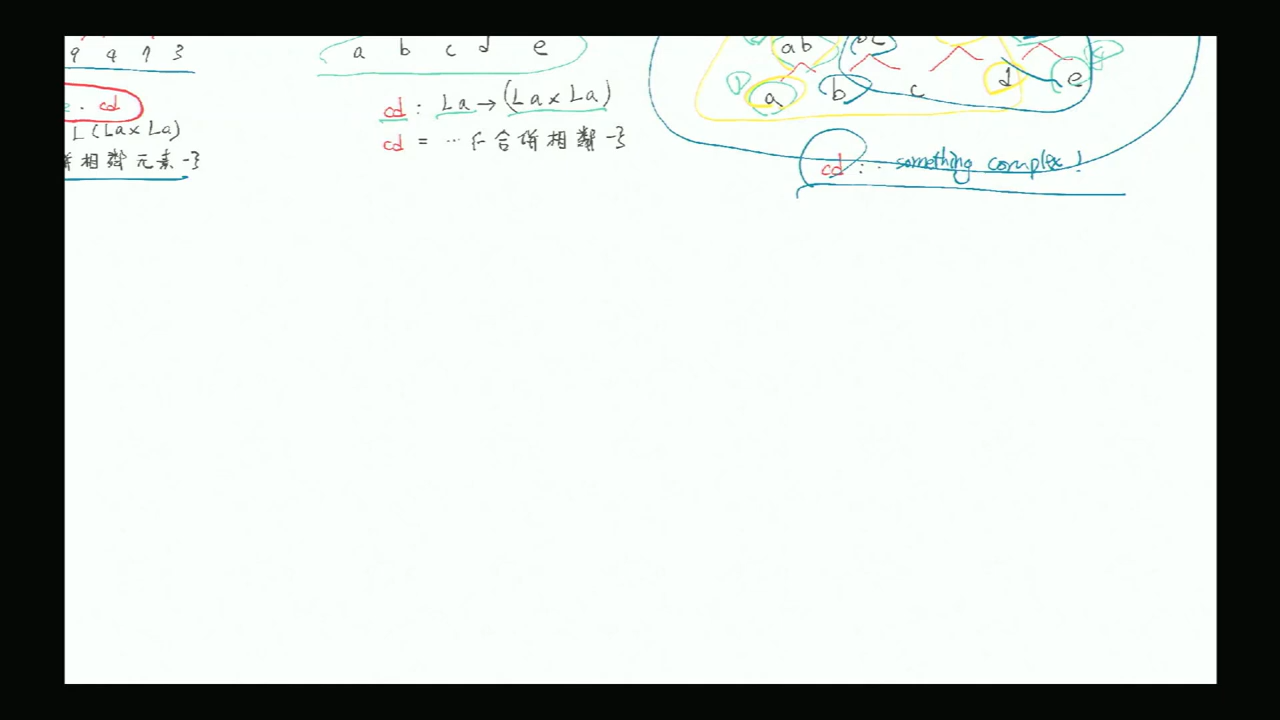 9 4 7 3
e . cd
L (La × La)
相鄰元素
a b c d e
cd : La → (La × La)
cd = … 合併相鄰
ab bc
a b c d e
cd : something complex!